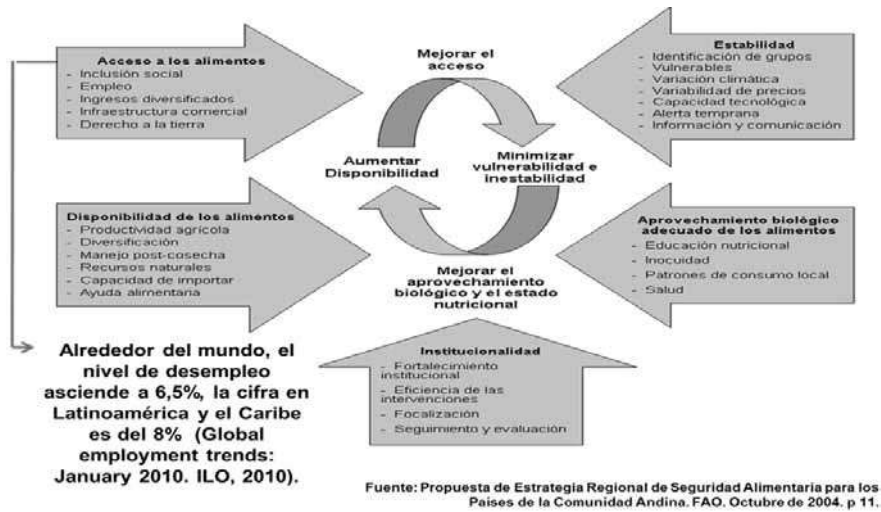 Acceso a los alimentos
- Inclusión social
- Empleo
- Ingresos diversificados
- Infraestructura comercial
- Derecho a la tierra
Mejorar el
acceso
Estabilidad
- Identificación de grupos
- Vulnerables
- Variación climática
- Variabilidad de precios
- Capacidad tecnológica
- Alerta temprana
- Información y comunicación
Aumentar
Disponibilidad
Minimizar
vulnerabilidad e
inestabilidad
Disponibilidad de los alimentos
- Productividad agrícola
- Diversificación
- Manejo post-cosecha
- Recursos naturales
- Capacidad de importar
- Ayuda alimentaria
Mejorar el
aprovechamiento
biológico y el estado
nutricional
Aprovechamiento biológico
adecuado de los alimentos
- Educación nutricional
- Inocuidad
- Patrones de consumo local
- Salud
Institucionalidad
- Fortalecimiento
institucional
- Eficiencia de las
intervenciones
- Focalización
- Seguimiento y evaluación
Alrededor del mundo, el
nivel de desempleo
asciende a 6,5%, la cifra en
Latinoamérica y el Caribe
es del 8% (Global
employment trends:
January 2010. ILO, 2010).
Fuente: Propuesta de Estrategia Regional de Seguridad Alimentaria para los
Países de la Comunidad Andina. FAO. Octubre de 2004. p 11.